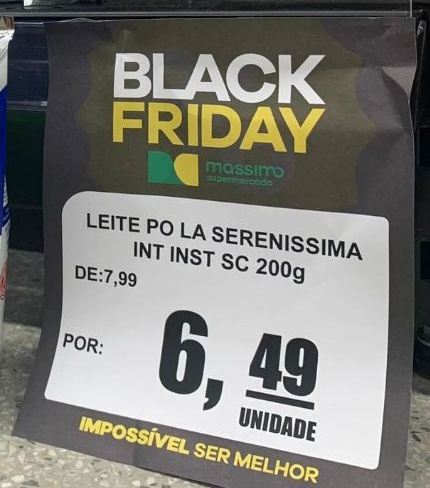 BLACK
FRIDAY
massimo
supermercado
LEITE PO LA SERENISSIMA
INT INST SC 200g
DE:7,99
POR:
6,49
UNIDADE
IMPOSSÍVEL SER MELHOR